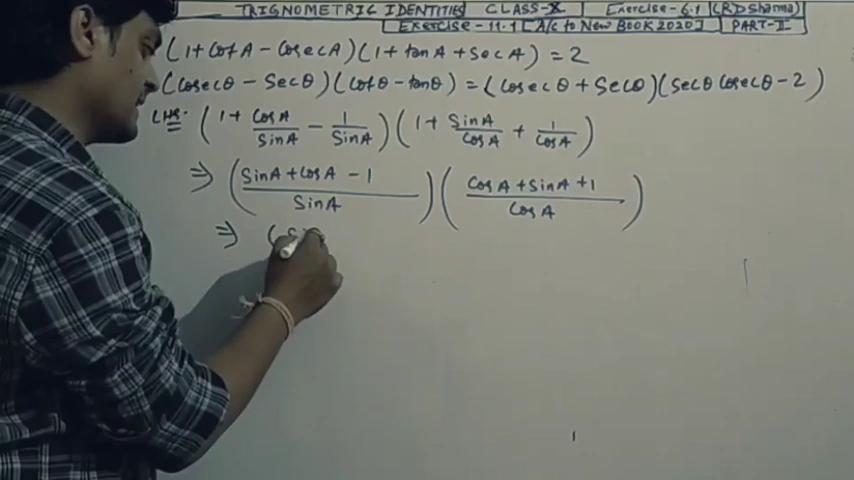 TRIGNOMETRIC IDENTITIES CLASS-X Exercise-6.1 (RD Sharma)
Exercise-11.1 [A/c to New Book 2020] PART-II
(1+CotA - CosecA)(1+tanA+SecA) = 2
(Cosecθ - Secθ)(Cotθ - tanθ) = (Cosecθ + Secθ)(Secθ Cosecθ - 2)
LHS. (1 + CosA/SinA - 1/SinA)(1 + SinA/CosA + 1/CosA)
⇒ (SinA+CosA - 1/SinA)(CosA+SinA+1/CosA)
⇒ (